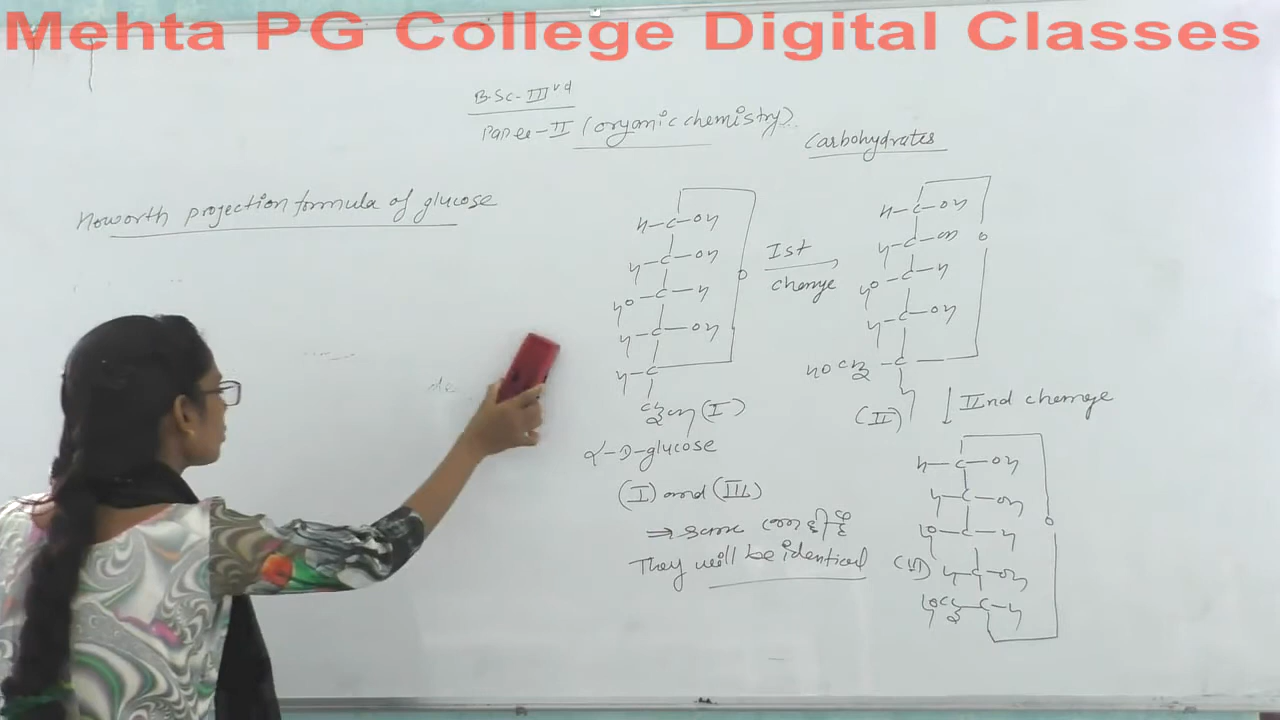 Mehta PG College Digital Classes
B.Sc-IIIrd
Paper-II (organic chemistry)
Carbohydrates
Haworth projection formula of glucose
H-C-OH
H-C-OH
HO-C-H
H-C-OH
H-C
CH2OH (I)
α-D-glucose
O
Ist
change
H-C-OH
H-C-OH
HO-C-H
H-C-OH
HOCH2-C
H
(II)
O
IInd change
H-C-OH
H-C-OH
HO-C-H
H-C-OH
HOCH2 C-H
O
(I) and (III)
⇒ same
They will be identical